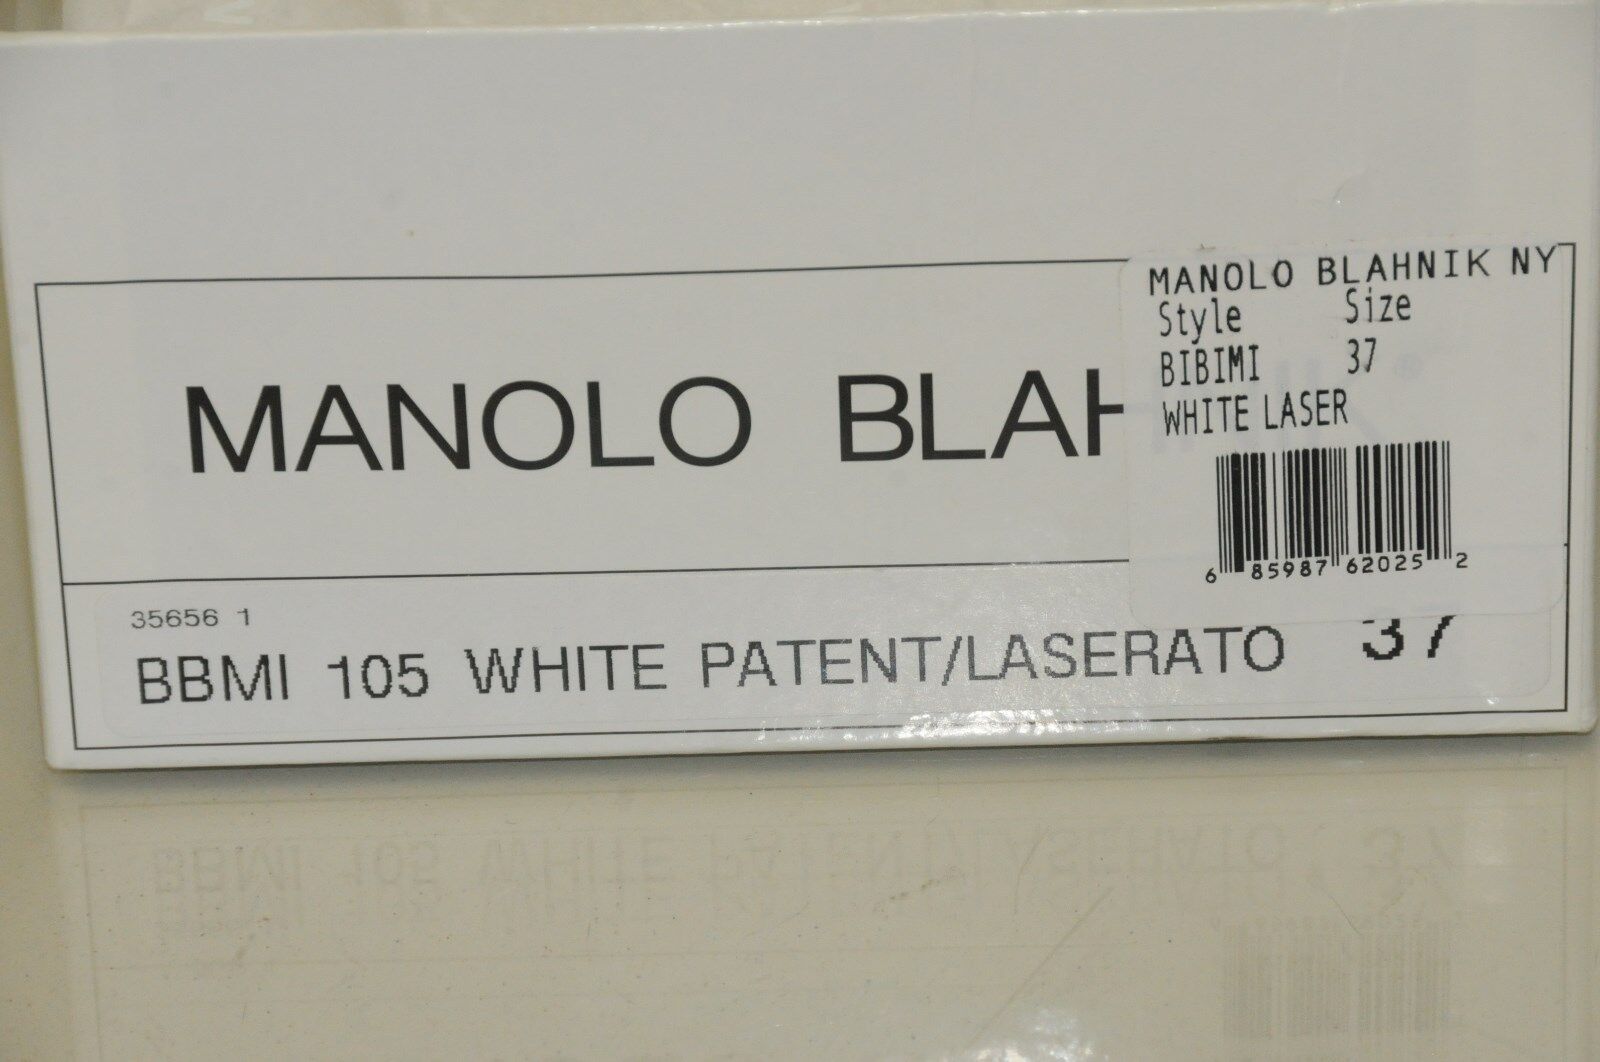 MANOLO BLAH
MANOLO BLAHNIK NY
Style Size
BIBIMI 37
WHITE LASER
6 85987 62025 2
35656 1
BBMI 105 WHITE PATENT/LASERATO 37